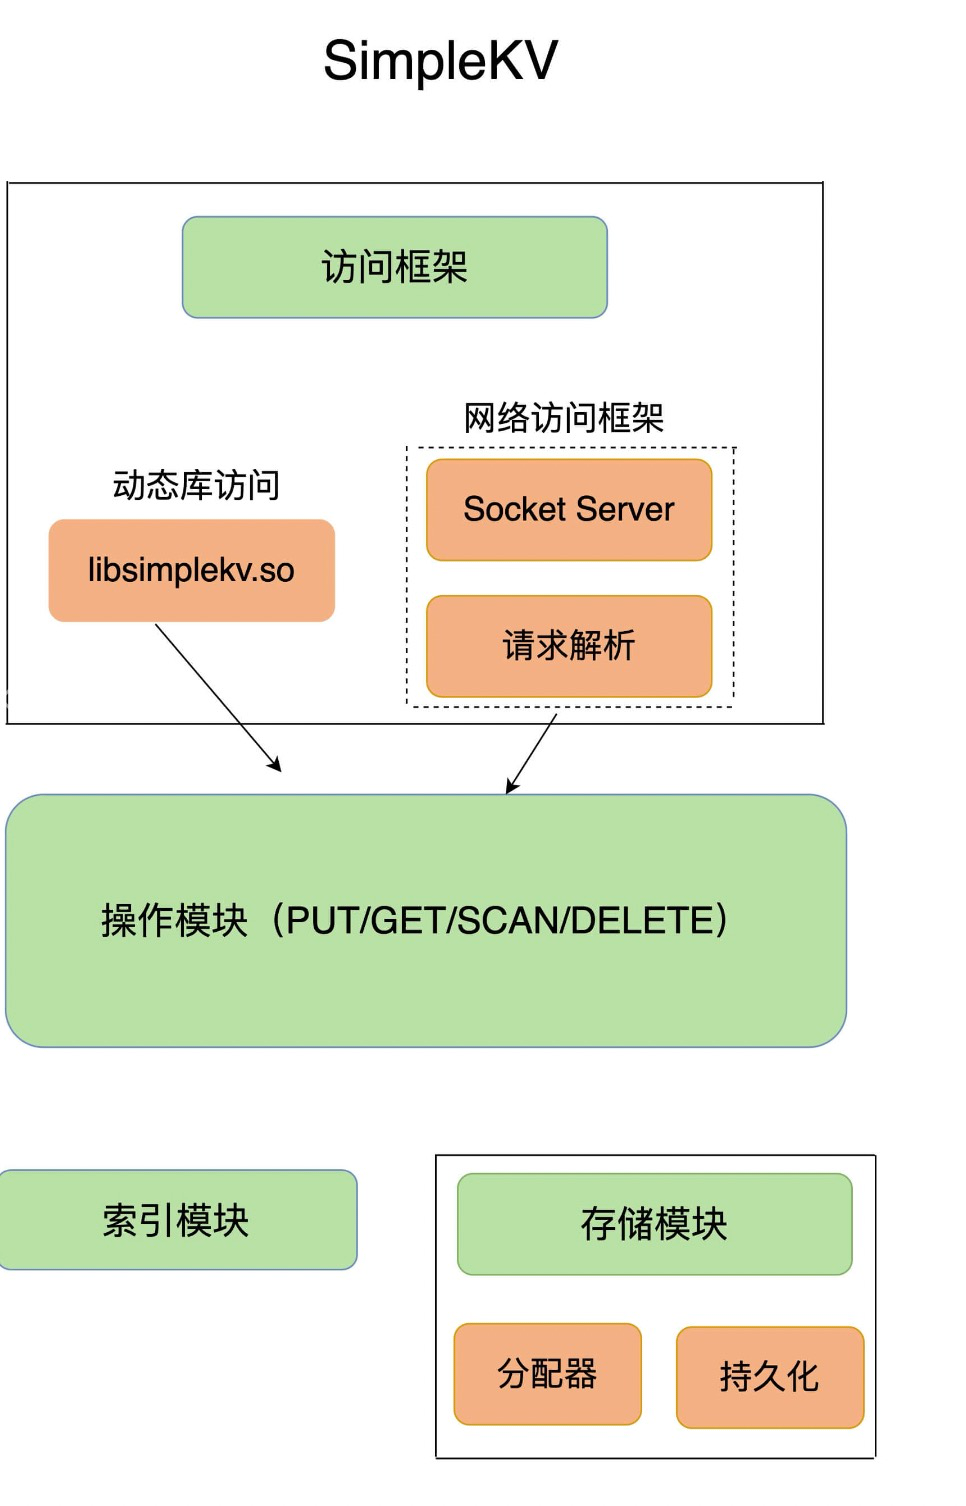 SimpleKV
访问框架
网络访问框架
动态库访问
Socket Server
libsimplekv.so
请求解析
操作模块（PUT/GET/SCAN/DELETE）
索引模块
存储模块
分配器
持久化